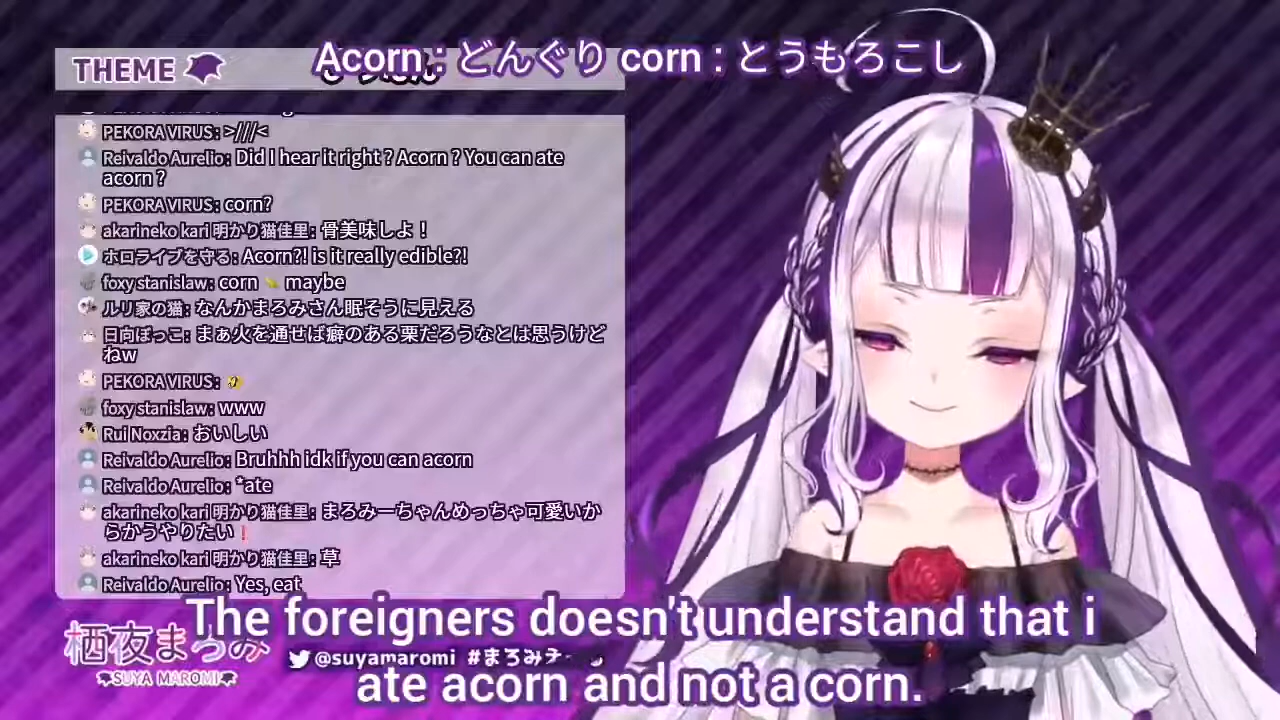 Acorn : どんぐり corn : とうもろこし
THEME
PEKORA VIRUS: >////<
Reivaldo Aurelio: Did I hear it right ? Acorn ? You can ate
acorn ?
PEKORA VIRUS: corn?
akarineko kari 明かり猫佳里: 骨美味しよ！
ホロライブを守る: Acorn?! is it really edible?!
foxy stanislaw: corn 🌽 maybe
ルリ家の猫: なんかまろみさん眠そうに見える
日向ぼっこ: まぁ火を通せば癖のある栗だろうなとは思うけど
ねw
PEKORA VIRUS:
foxy stanislaw: www
Rui Noxzia: おいしい
Reivaldo Aurelio: Bruhhh idk if you can acorn
Reivaldo Aurelio: *ate
akarineko kari 明かり猫佳里: まろみーちゃんめっちゃ可愛いか
らかうやりたい❗
akarineko kari 明かり猫佳里: 草
Reivaldo Aurelio: Yes, eat
The foreigners doesn't understand that i
ate acorn and not a corn.
栖夜まろみ
SUYA MAROMI
@suyamaromi